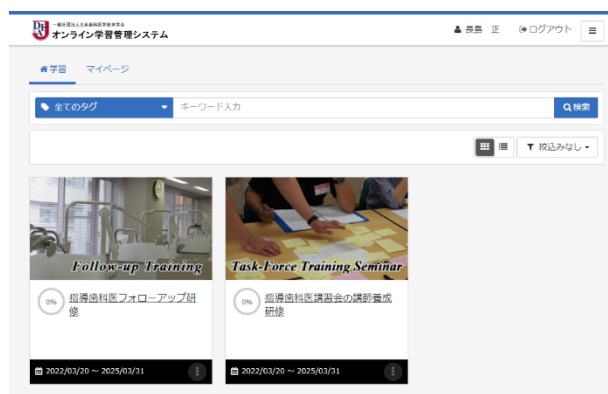 一般社団法人日本歯科医学教育学会
オンライン学習管理システム
長島 正
ログアウト
学習
マイページ
全てのタグ
キーワード入力
検索
絞込みなし
Follow-up Training
Task-Force Training Seminar
0%
指導歯科医フォローアップ研
修
0%
指導歯科医講習会の講師養成
研修
2022/03/20 ~ 2025/03/31
2022/03/20 ~ 2025/03/31